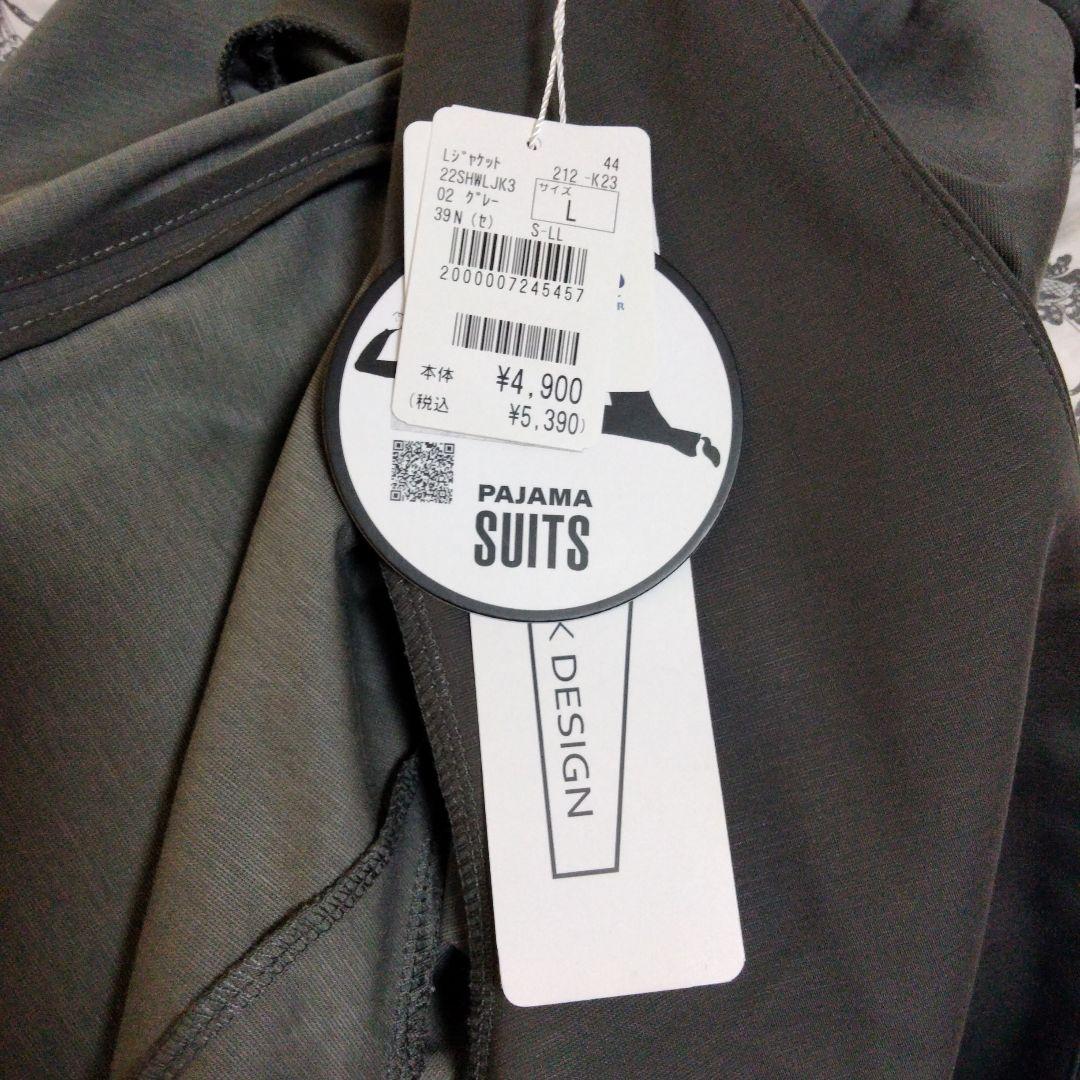 Lジャケット 44
22SHWLJK3 212 -K23
02 グレー サイズ
39N (セ) L
S-LL
2000007245457
本体 ¥4,900
(税込 ¥5,390)
R
PAJAMA
SUITS
K DESIGN